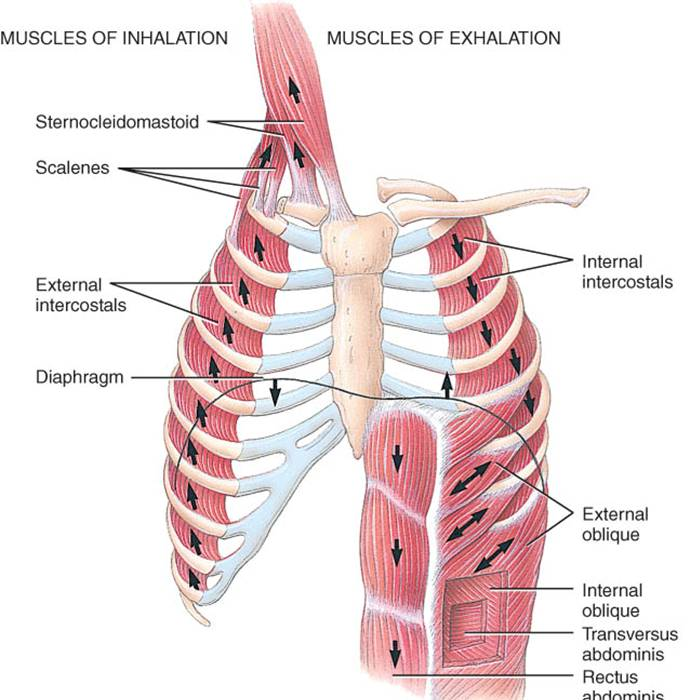 MUSCLES OF INHALATION
MUSCLES OF EXHALATION
Sternocleidomastoid
Scalenes
External
intercostals
Diaphragm
Internal
intercostals
External
oblique
Internal
oblique
Transversus
abdominis
Rectus
abdominis